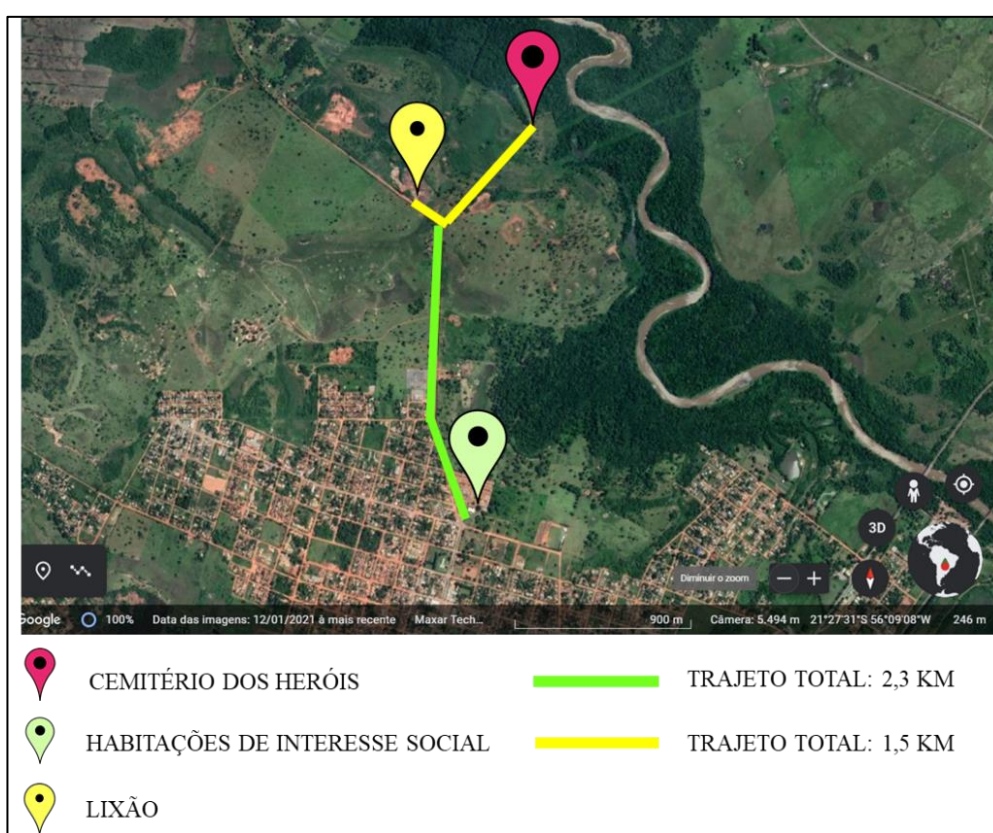 3D
Diminuir o zoom
Google 100% Data das imagens: 12/01/2021 à mais recente Maxar Tech... 900 m Câmera: 5.494 m 21°27'31"S 56°09'08"W 246 m
CEMITÉRIO DOS HERÓIS TRAJETO TOTAL: 2,3 KM
HABITAÇÕES DE INTERESSE SOCIAL TRAJETO TOTAL: 1,5 KM
LIXÃO